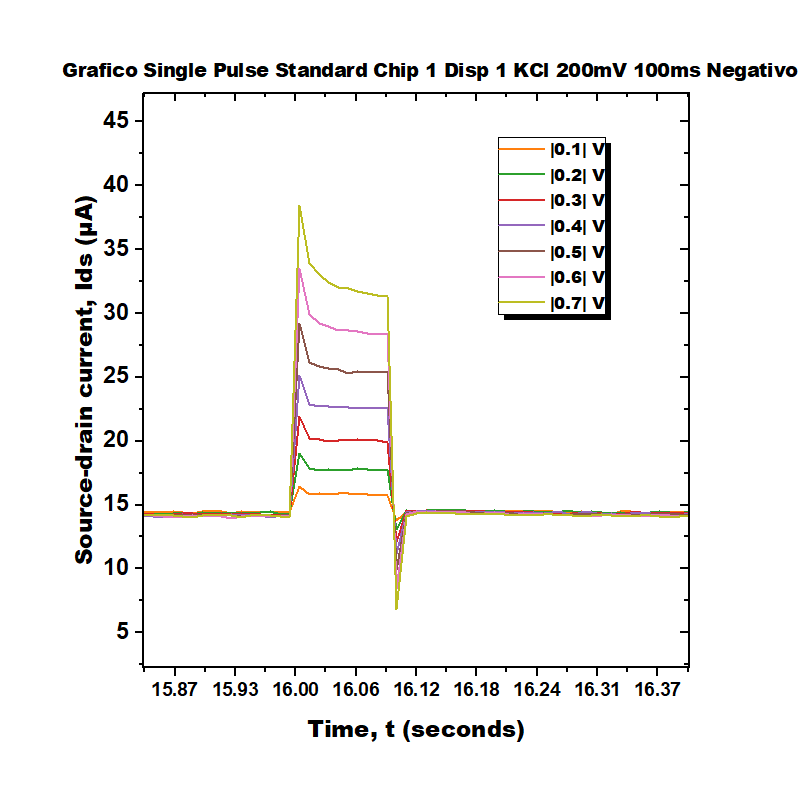 Grafico Single Pulse Standard Chip 1 Disp 1 KCl 200mV 100ms Negativo
Source-drain current, Ids (µA)
45
40
35
30
25
20
15
10
5
|0.1| V
|0.2| V
|0.3| V
|0.4| V
|0.5| V
|0.6| V
|0.7| V
15.87 15.93 16.00 16.06 16.12 16.18 16.24 16.31 16.37
Time, t (seconds)